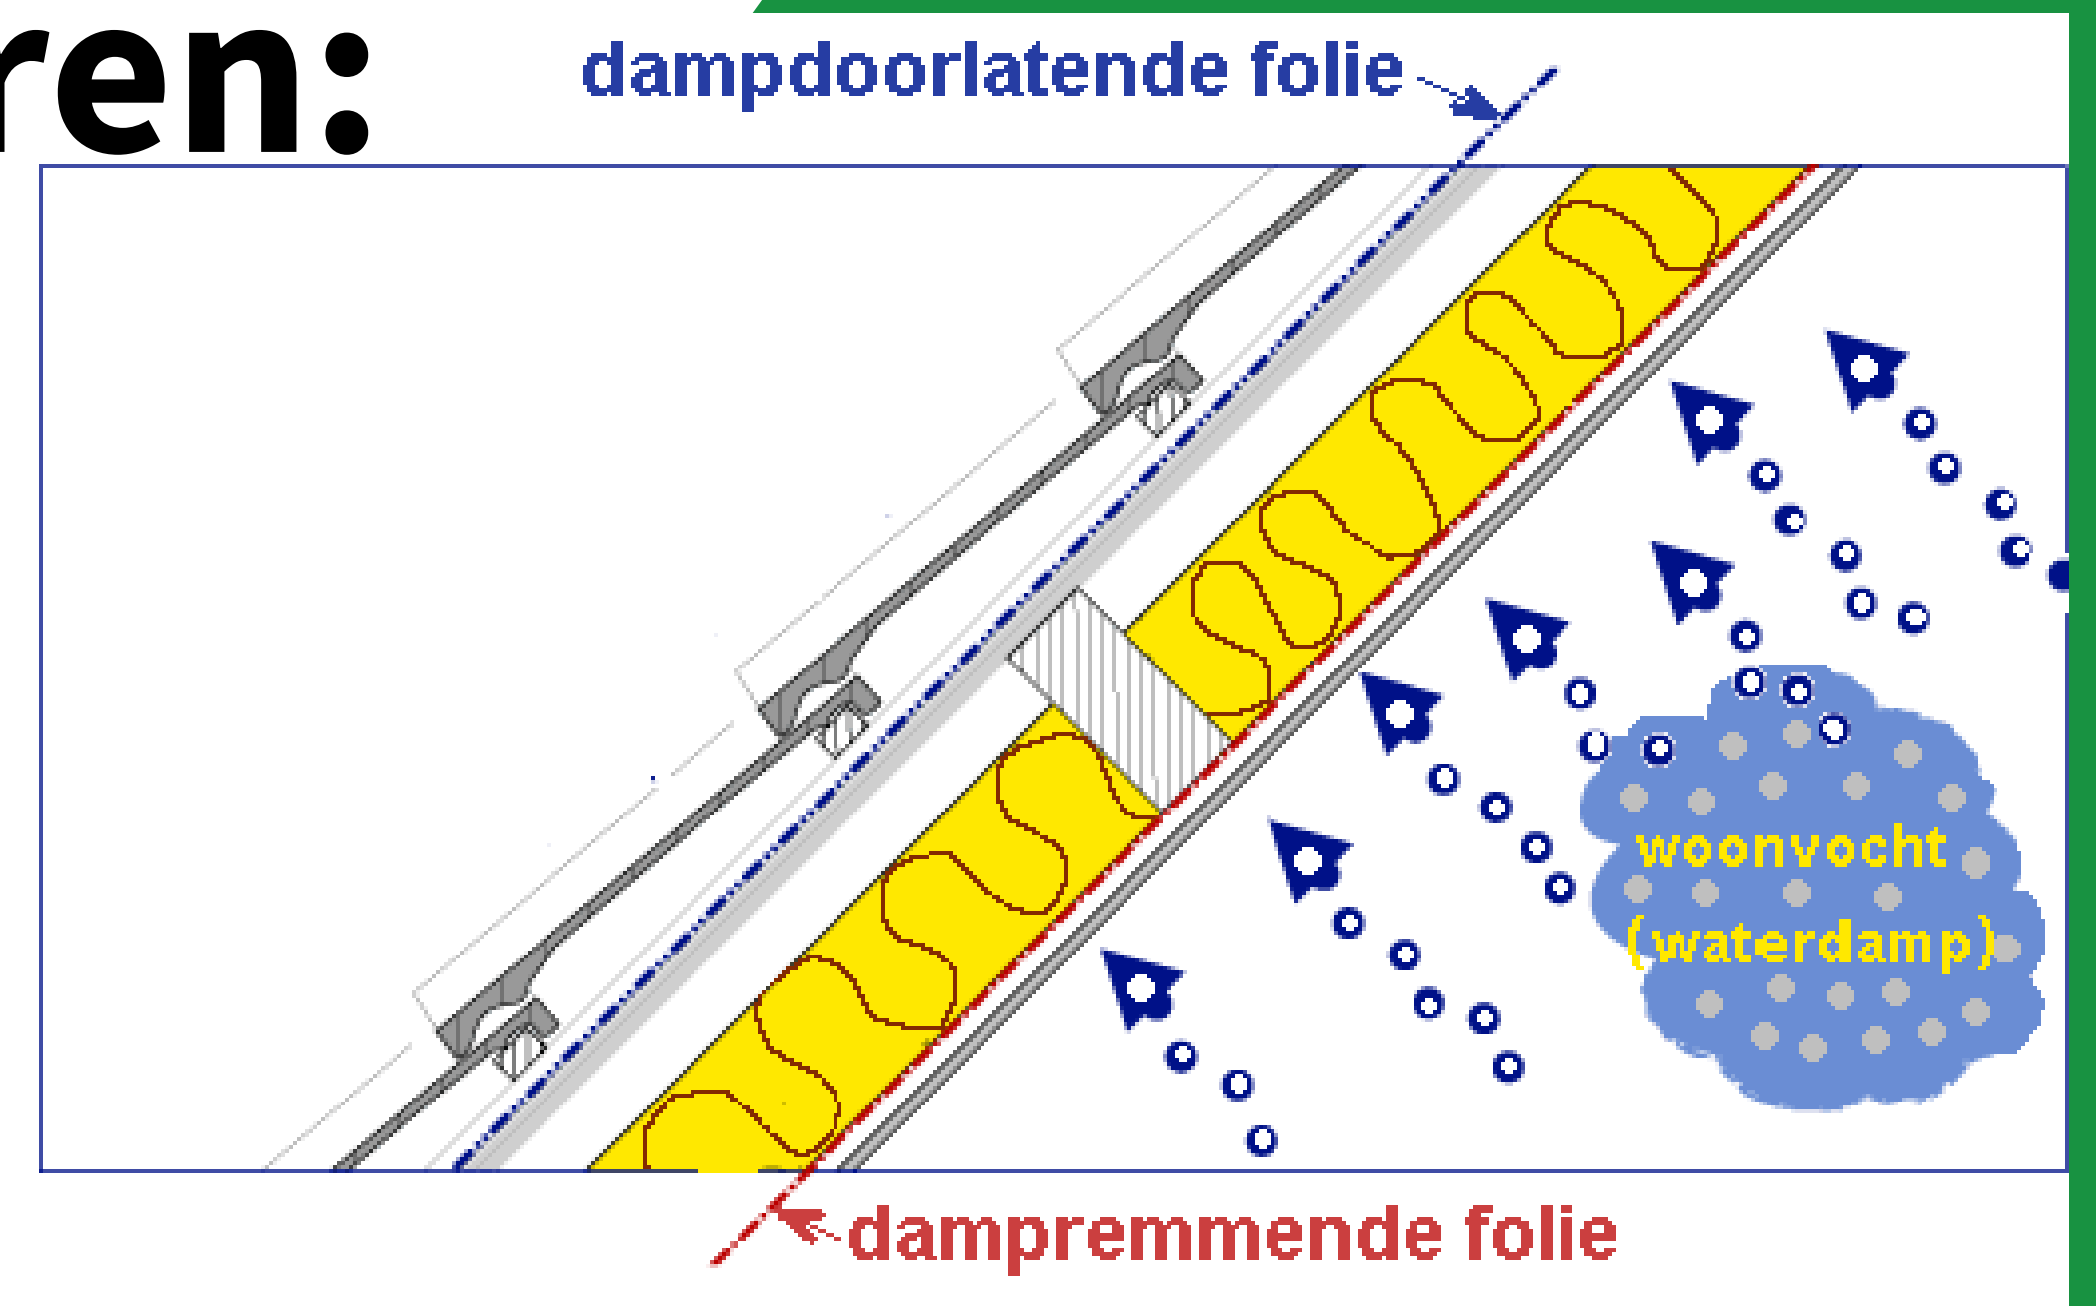 ren:
dampdoorlatende folie
woonvocht
(waterdamp)
dampremmende folie